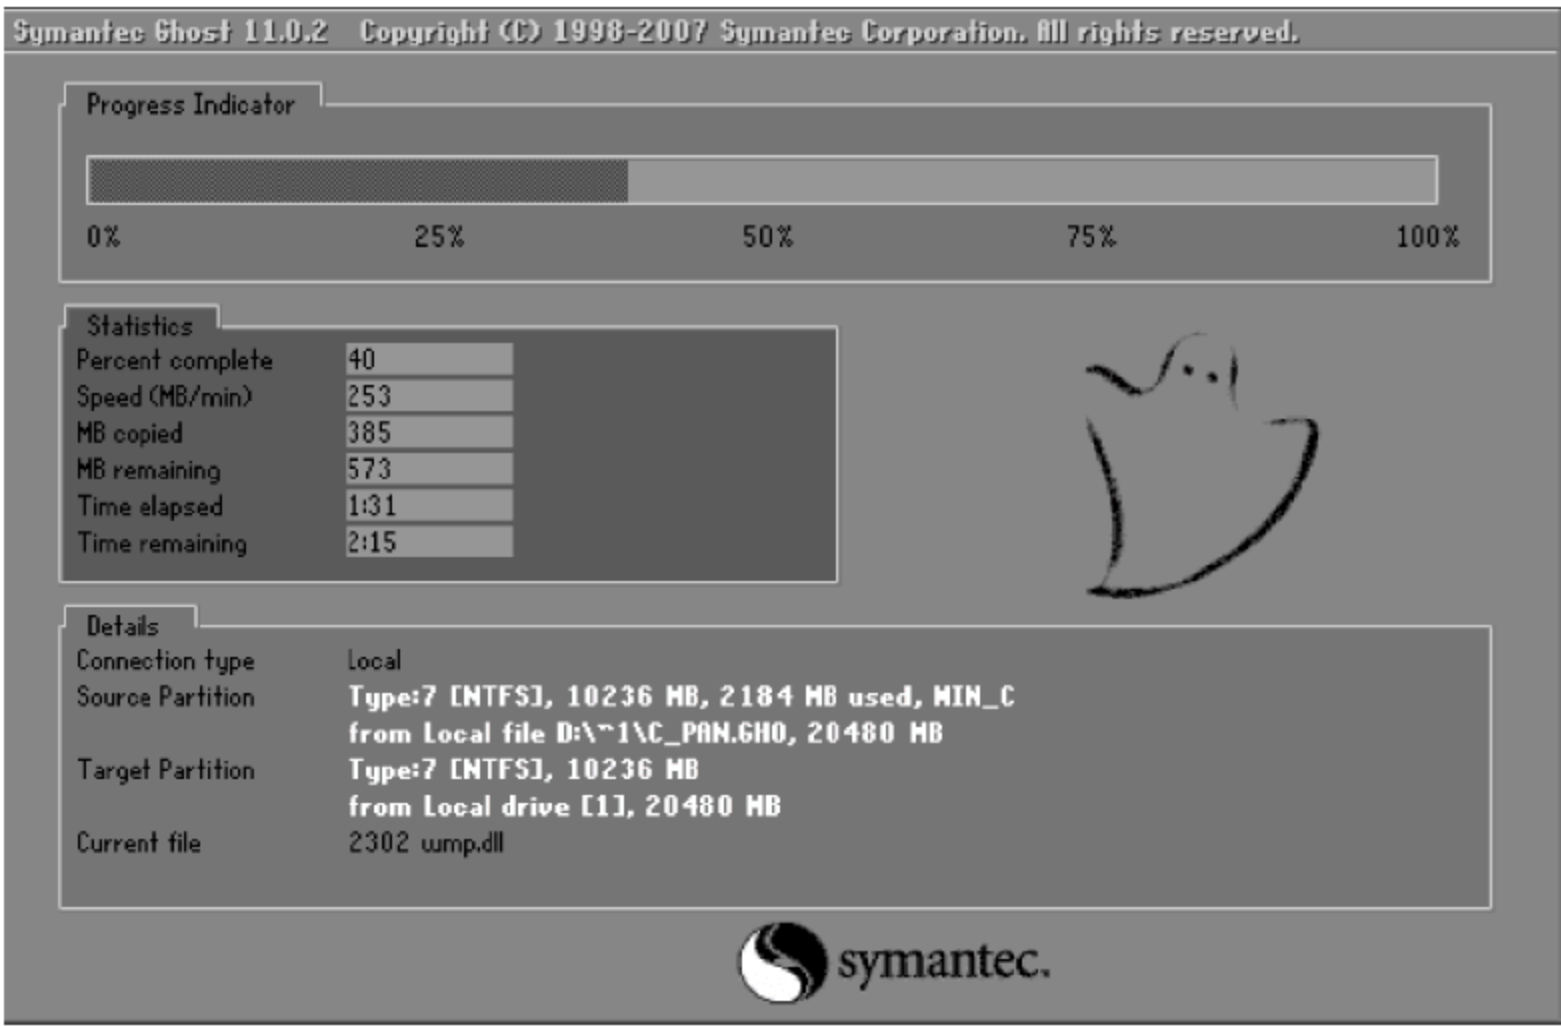 Symantec Ghost 11.0.2   Copyright (C) 1998-2007 Symantec Corporation. All rights reserved.
Progress Indicator
0% 25% 50% 75% 100%
Statistics
Percent complete 40
Speed (MB/min) 253
MB copied 385
MB remaining 573
Time elapsed 1:31
Time remaining 2:15
Details
Connection type Local
Source Partition Type:7 [NTFS], 10236 MB, 2184 MB used, MIN_C
from Local file D:\~1\C_PAN.GHO, 20480 MB
Target Partition Type:7 [NTFS], 10236 MB
from Local drive [1], 20480 MB
Current file 2302 wmp.dll
symantec.